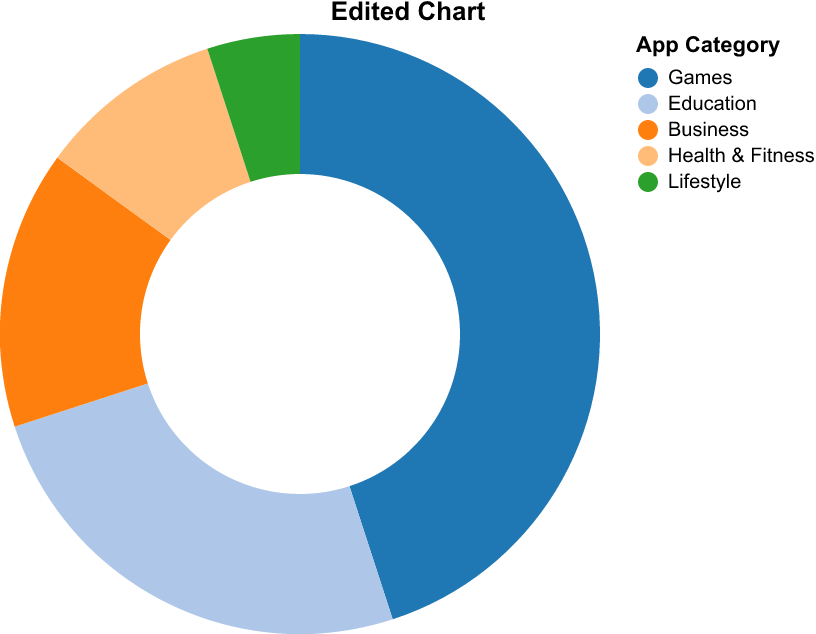 Edited Chart
App Category
Games
Education
Business
Health & Fitness
Lifestyle